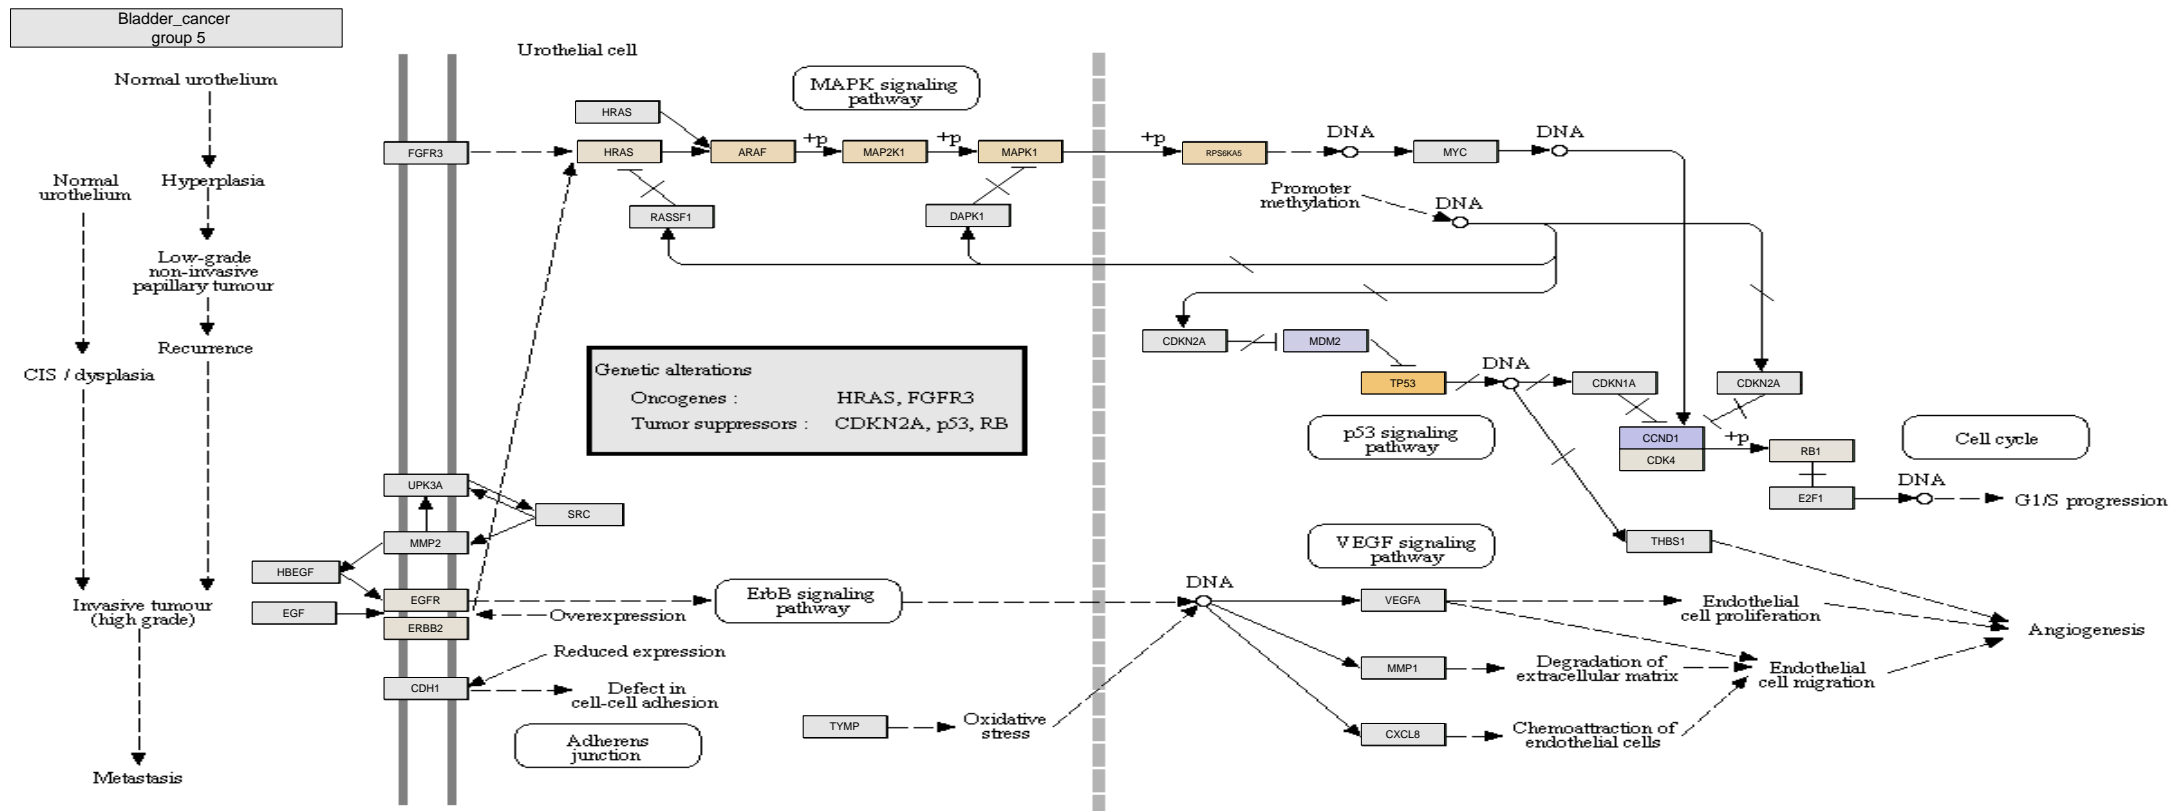 Bladder_cancer
group 5
Urothelial cell
Normal urothelium
MAPK signaling
pathway
HRAS
FGFR3
HRAS
ARAF
+p
MAP2K1
+p
MAPK1
+p
RPS6KA5
DNA
MYC
DNA
Normal
urothelium
Hyperplasia
RASSF1
DAPK1
Promoter
methylation
DNA
Low-grade
non-invasive
papillary tumour
Recurrence
CIS / dysplasia
CDKN2A
MDM2
TP53
DNA
CDKN1A
CDKN2A
Genetic alterations
Oncogenes : HRAS, FGFR3
Tumor suppressors : CDKN2A, p53, RB
p53 signaling
pathway
CCND1
CDK4
+p
RB1
Cell cycle
E2F1
DNA
G1/S progression
UPK3A
SRC
MMP2
HBEGF
EGFR
EGF
ERBB2
Overexpression
ErbB signaling
pathway
VEGF signaling
pathway
THBS1
DNA
VEGFA
Endothelial
cell proliferation
Angiogenesis
Invasive tumour
(high grade)
Reduced expression
CDH1
Defect in
cell-cell adhesion
MMP1
Degradation of
extracellular matrix
Endothelial
cell migration
TYMP
Oxidative
stress
CXCL8
Chemoattraction of
endothelial cells
Adherens
junction
Metastasis